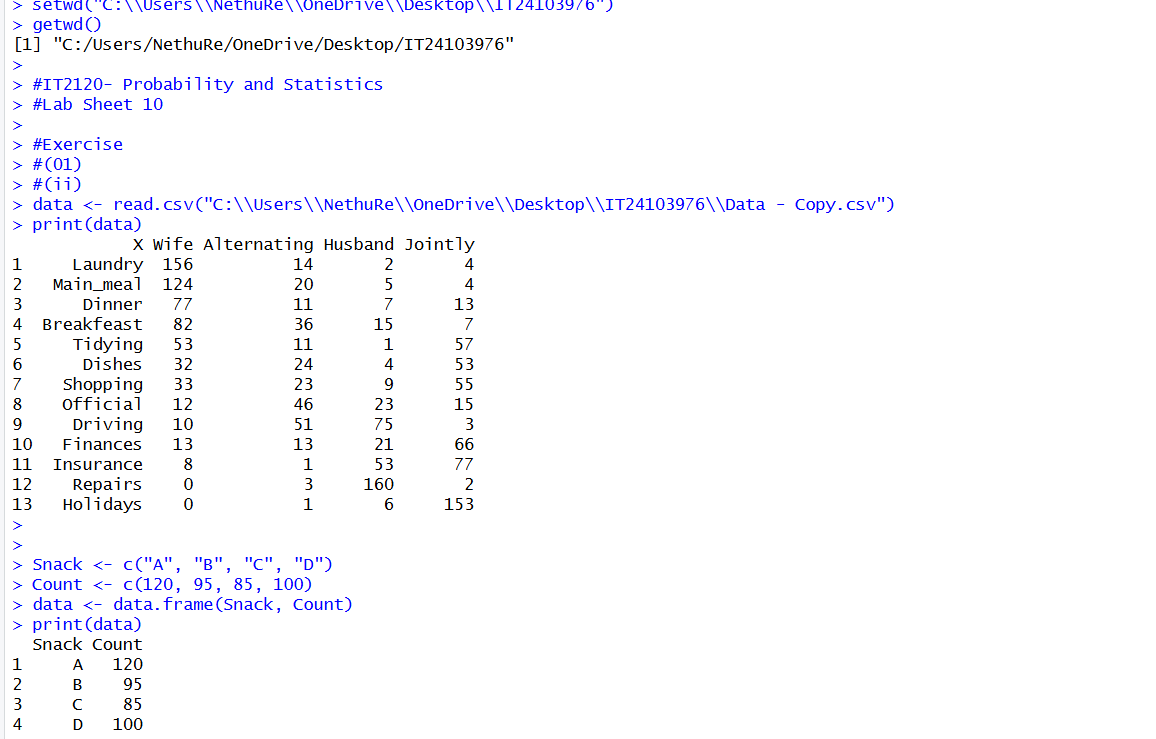 > setwd("C:\\Users\\NethuRe\\OneDrive\\Desktop\\IT24103976")
> getwd()
[1] "C:/Users/NethuRe/OneDrive/Desktop/IT24103976"
>
> #IT2120- Probability and Statistics
> #Lab Sheet 10
>
> #Exercise
> #(01)
> #(ii)
> data <- read.csv("C:\\Users\\NethuRe\\OneDrive\\Desktop\\IT24103976\\Data - Copy.csv")
> print(data)
            X Wife Alternating Husband Jointly
1     Laundry  156          14       2       4
2   Main_meal  124          20       5       4
3      Dinner   77          11       7      13
4  Breakfeast   82          36      15       7
5     Tidying   53          11       1      57
6      Dishes   32          24       4      53
7    Shopping   33          23       9      55
8    Official   12          46      23      15
9     Driving   10          51      75       3
10   Finances   13          13      21      66
11  Insurance    8           1      53      77
12    Repairs    0           3     160       2
13   Holidays    0           1       6     153
>
>
> Snack <- c("A", "B", "C", "D")
> Count <- c(120, 95, 85, 100)
> data <- data.frame(Snack, Count)
> print(data)
  Snack Count
1     A   120
2     B    95
3     C    85
4     D   100